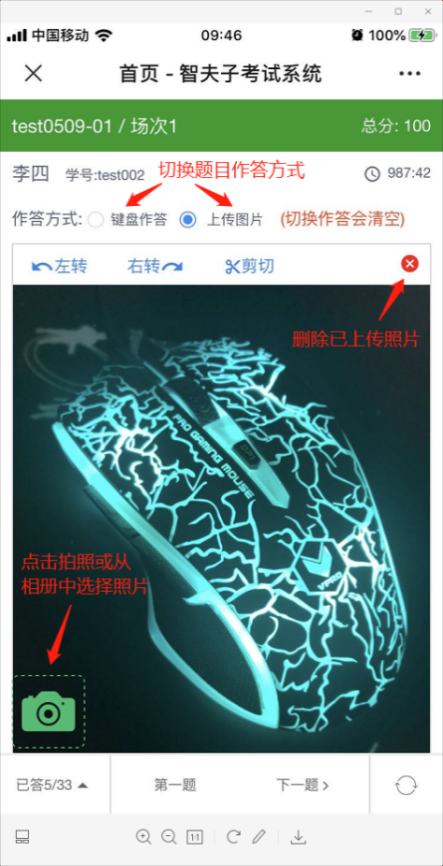 中国移动 09:46 100%
首页 - 智夫子考试系统
test0509-01 / 场次1 总分: 100
李四 学号:test002 切换题目作答方式 987:42
作答方式: 键盘作答 上传图片 (切换作答会清空)
左转 右转 剪切
删除已上传照片
PRO GAMING MOUSE
点击拍照或从
相册中选择照片
已答5/33 第一题 下一题
1:1